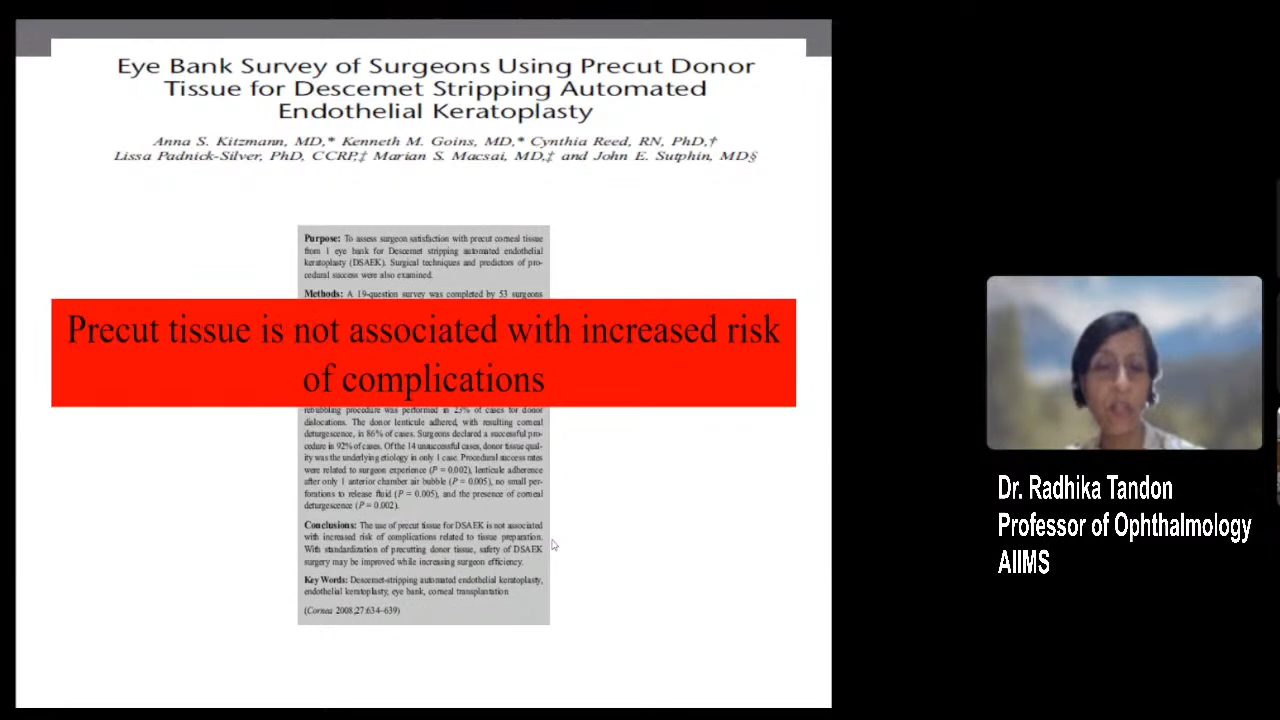 Eye Bank Survey of Surgeons Using Precut Donor
Tissue for Descemet Stripping Automated
Endothelial Keratoplasty
Anna S. Kitzmann, MD,* Kenneth M. Goins, MD,* Cynthia Reed, RN, PhD,†
Lissa Padnick-Silver, PhD, CCRP,‡ Marian S. Macsai, MD,‡ and John E. Sutphin, MD§
Purpose: To assess surgeon satisfaction with precut corneal tissue
from 1 eye bank for Descemet stripping automated endothelial
keratoplasty (DSAEK). Surgical techniques and predictors of pro-
cedural success were also examined.
Methods: A 19-question survey was completed by 53 surgeons
Precut tissue is not associated with increased risk
of complications
rebubbling procedure was performed in 23% of cases for donor
dislocations. The donor lenticule adhered, with resulting corneal
deturgescence, in 86% of cases. Surgeons declared a successful pro-
cedure in 92% of cases. Of the 14 unsuccessful cases, donor tissue qual-
ity was the underlying etiology in only 1 case. Procedural success rates
were related to surgeon experience (P = 0.002), lenticule adherence
after only 1 anterior chamber air bubble (P = 0.005), no small per-
forations to release fluid (P = 0.005), and the presence of corneal
deturgescence (P = 0.002).
Conclusions: The use of precut tissue for DSAEK is not associated
with increased risk of complications related to tissue preparation.
With standardization of precutting donor tissue, safety of DSAEK
surgery may be improved while increasing surgeon efficiency.
Key Words: Descemet-stripping automated endothelial keratoplasty,
endothelial keratoplasty, eye bank, corneal transplantation
(Cornea 2008;27:634–639)
Dr. Radhika Tandon
Professor of Ophthalmology
AIIMS